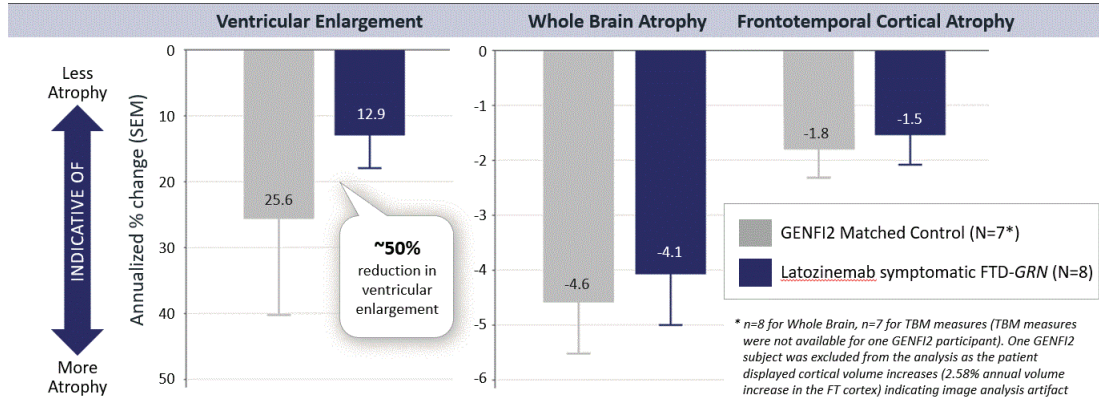 Ventricular Enlargement
Whole Brain Atrophy
Frontotemporal Cortical Atrophy
Less
Atrophy
INDICATIVE OF
More
Atrophy
Annualized % change (SEM)
0
10
20
30
40
50
25.6
12.9
~50%
reduction in
ventricular
enlargement
0
-1
-2
-3
-4
-5
-6
-4.6
-4.1
-1.8
-1.5
GENFI2 Matched Control (N=7*)
Latozinemab symptomatic FTD-GRN (N=8)
* n=8 for Whole Brain, n=7 for TBM measures (TBM measures
were not available for one GENFI2 participant). One GENFI2
subject was excluded from the analysis as the patient
displayed cortical volume increases (2.58% annual volume
increase in the FT cortex) indicating image analysis artifact